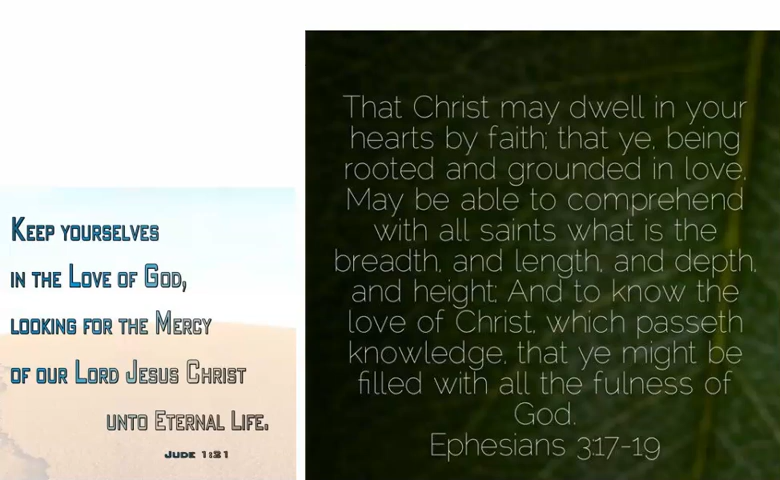 Keep yourselves
in the Love of God,
looking for the Mercy
of our Lord Jesus Christ
unto Eternal Life.
Jude 1:21
That Christ may dwell in your
hearts by faith; that ye, being
rooted and grounded in love,
May be able to comprehend
with all saints what is the
breadth, and length, and depth,
and height; And to know the
love of Christ, which passeth
knowledge, that ye might be
filled with all the fulness of
God.
Ephesians 3:17-19